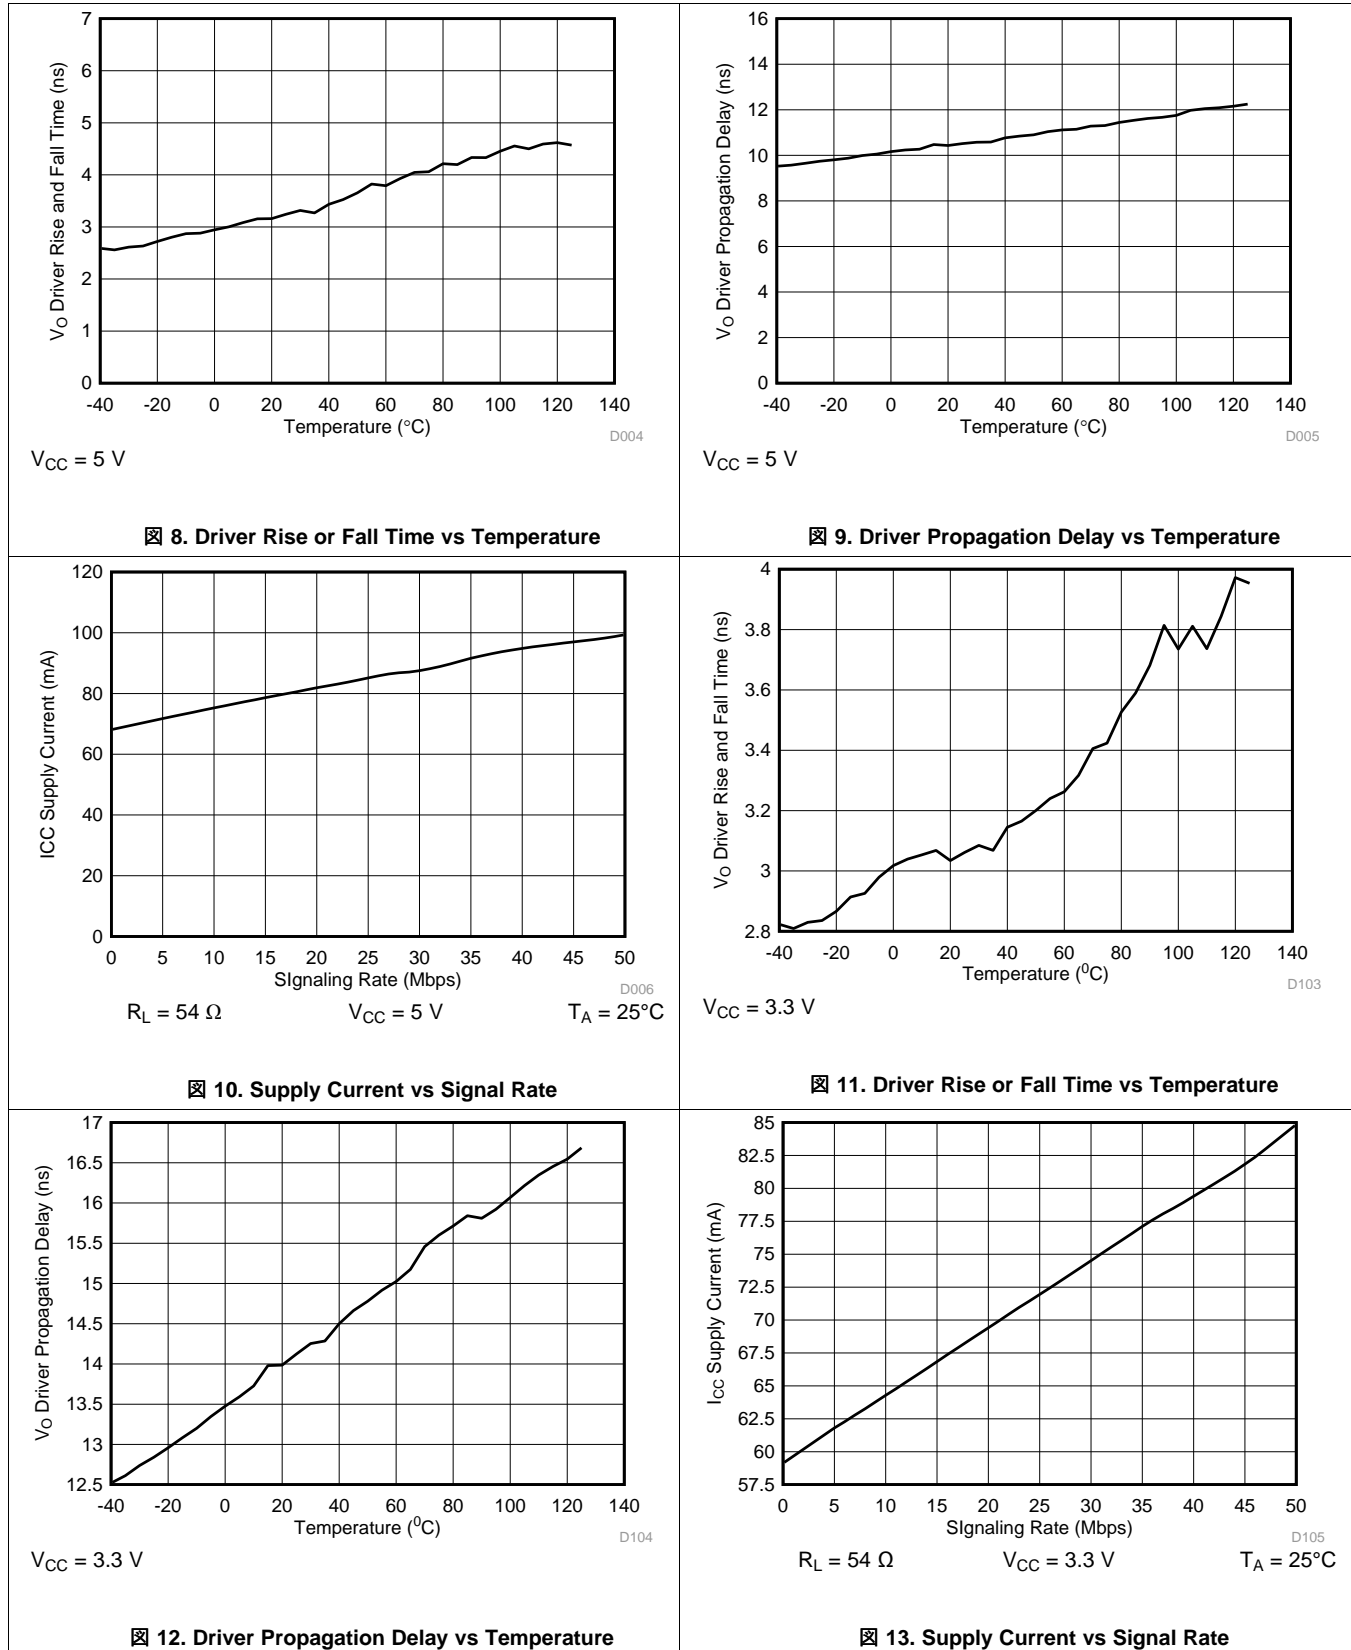 7
6
5
4
3
2
1
0
-40 -20 0 20 40 60 80 100 120 140
VO Driver Rise and Fall Time (ns)
Temperature (°C)
D004
VCC = 5 V
図 8. Driver Rise or Fall Time vs Temperature
16
14
12
10
8
6
4
2
0
-40 -20 0 20 40 60 80 100 120 140
VO Driver Propagation Delay (ns)
Temperature (°C)
D005
VCC = 5 V
図 9. Driver Propagation Delay vs Temperature
120
100
80
60
40
20
0
0 5 10 15 20 25 30 35 40 45 50
ICC Supply Current (mA)
SIgnaling Rate (Mbps)
D006
RL = 54 Ω VCC = 5 V TA = 25°C
図 10. Supply Current vs Signal Rate
4
3.8
3.6
3.4
3.2
3
2.8
-40 -20 0 20 40 60 80 100 120 140
VO Driver Rise and Fall Time (ns)
Temperature (⁰C)
D103
VCC = 3.3 V
図 11. Driver Rise or Fall Time vs Temperature
17
16.5
16
15.5
15
14.5
14
13.5
13
12.5
-40 -20 0 20 40 60 80 100 120 140
VO Driver Propagation Delay (ns)
Temperature (⁰C)
D104
VCC = 3.3 V
図 12. Driver Propagation Delay vs Temperature
85
82.5
80
77.5
75
72.5
70
67.5
65
62.5
60
57.5
0 5 10 15 20 25 30 35 40 45 50
ICC Supply Current (mA)
SIgnaling Rate (Mbps)
D105
RL = 54 Ω VCC = 3.3 V TA = 25°C
図 13. Supply Current vs Signal Rate